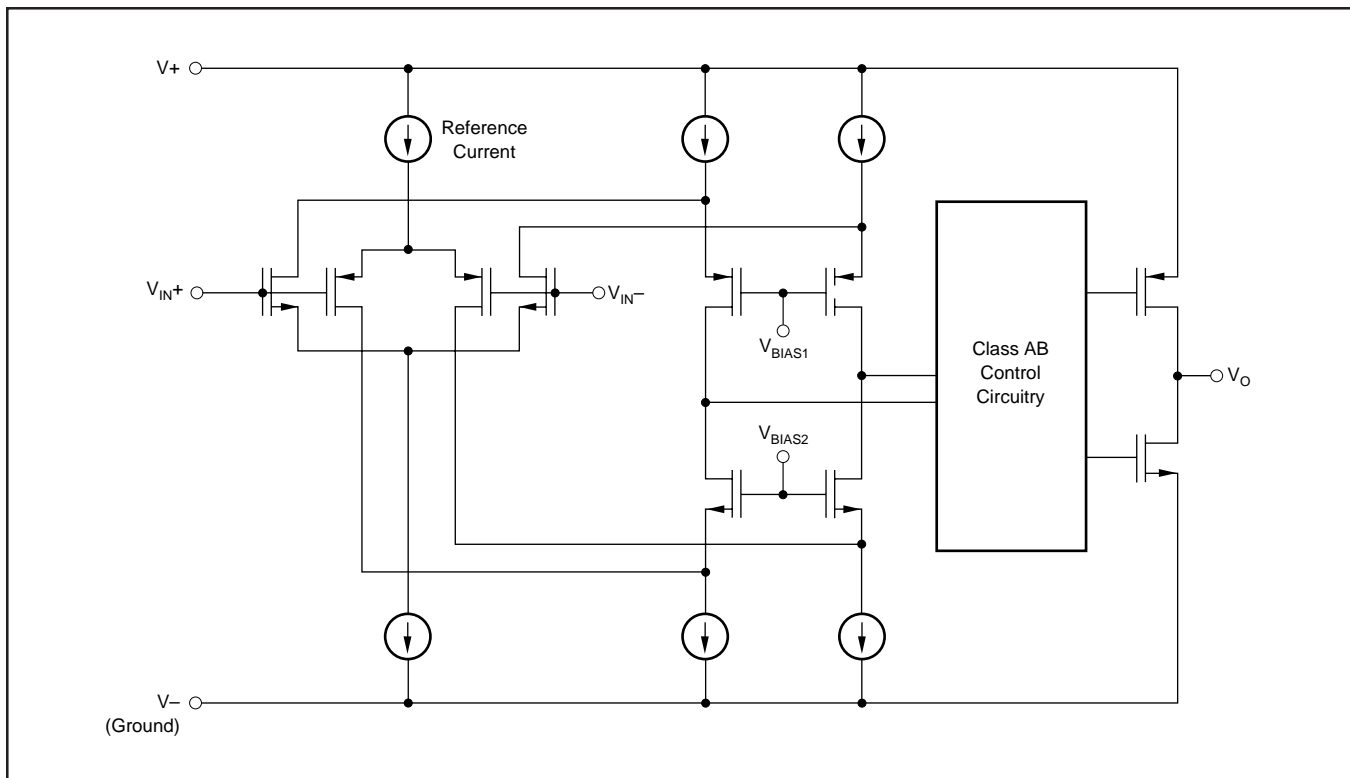 V+
Reference
Current
V_IN+
V_IN–
V_BIAS1
Class AB
Control
Circuitry
V_O
V_BIAS2
V–
(Ground)